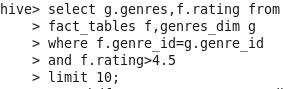 hive> select g.genres,f.rating from
    > fact_tables f,genres_dim g
    > where f.genre_id=g.genre_id
    > and f.rating>4.5
    > limit 10;